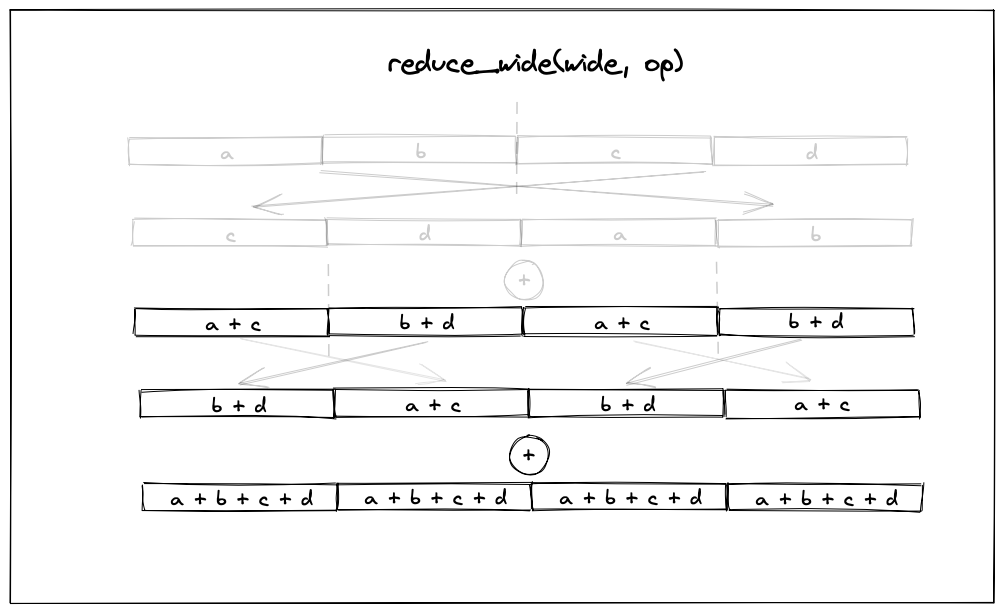 reduce_wide(wide, op)
a b c d
c d a b
+
a + c b + d a + c b + d
b + d a + c b + d a + c
+
a + b + c + d a + b + c + d a + b + c + d a + b + c + d